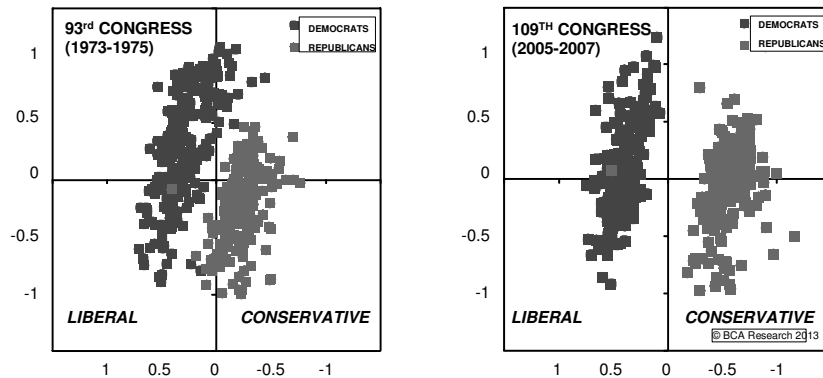 93rd CONGRESS
(1973-1975)
DEMOCRATS
REPUBLICANS
1
0.5
0
-0.5
-1
LIBERAL
CONSERVATIVE
1 0.5 0 -0.5 -1
109TH CONGRESS
(2005-2007)
DEMOCRATS
REPUBLICANS
1
0.5
0
-0.5
-1
LIBERAL
CONSERVATIVE
© BCA Research 2013
1 0.5 0 -0.5 -1